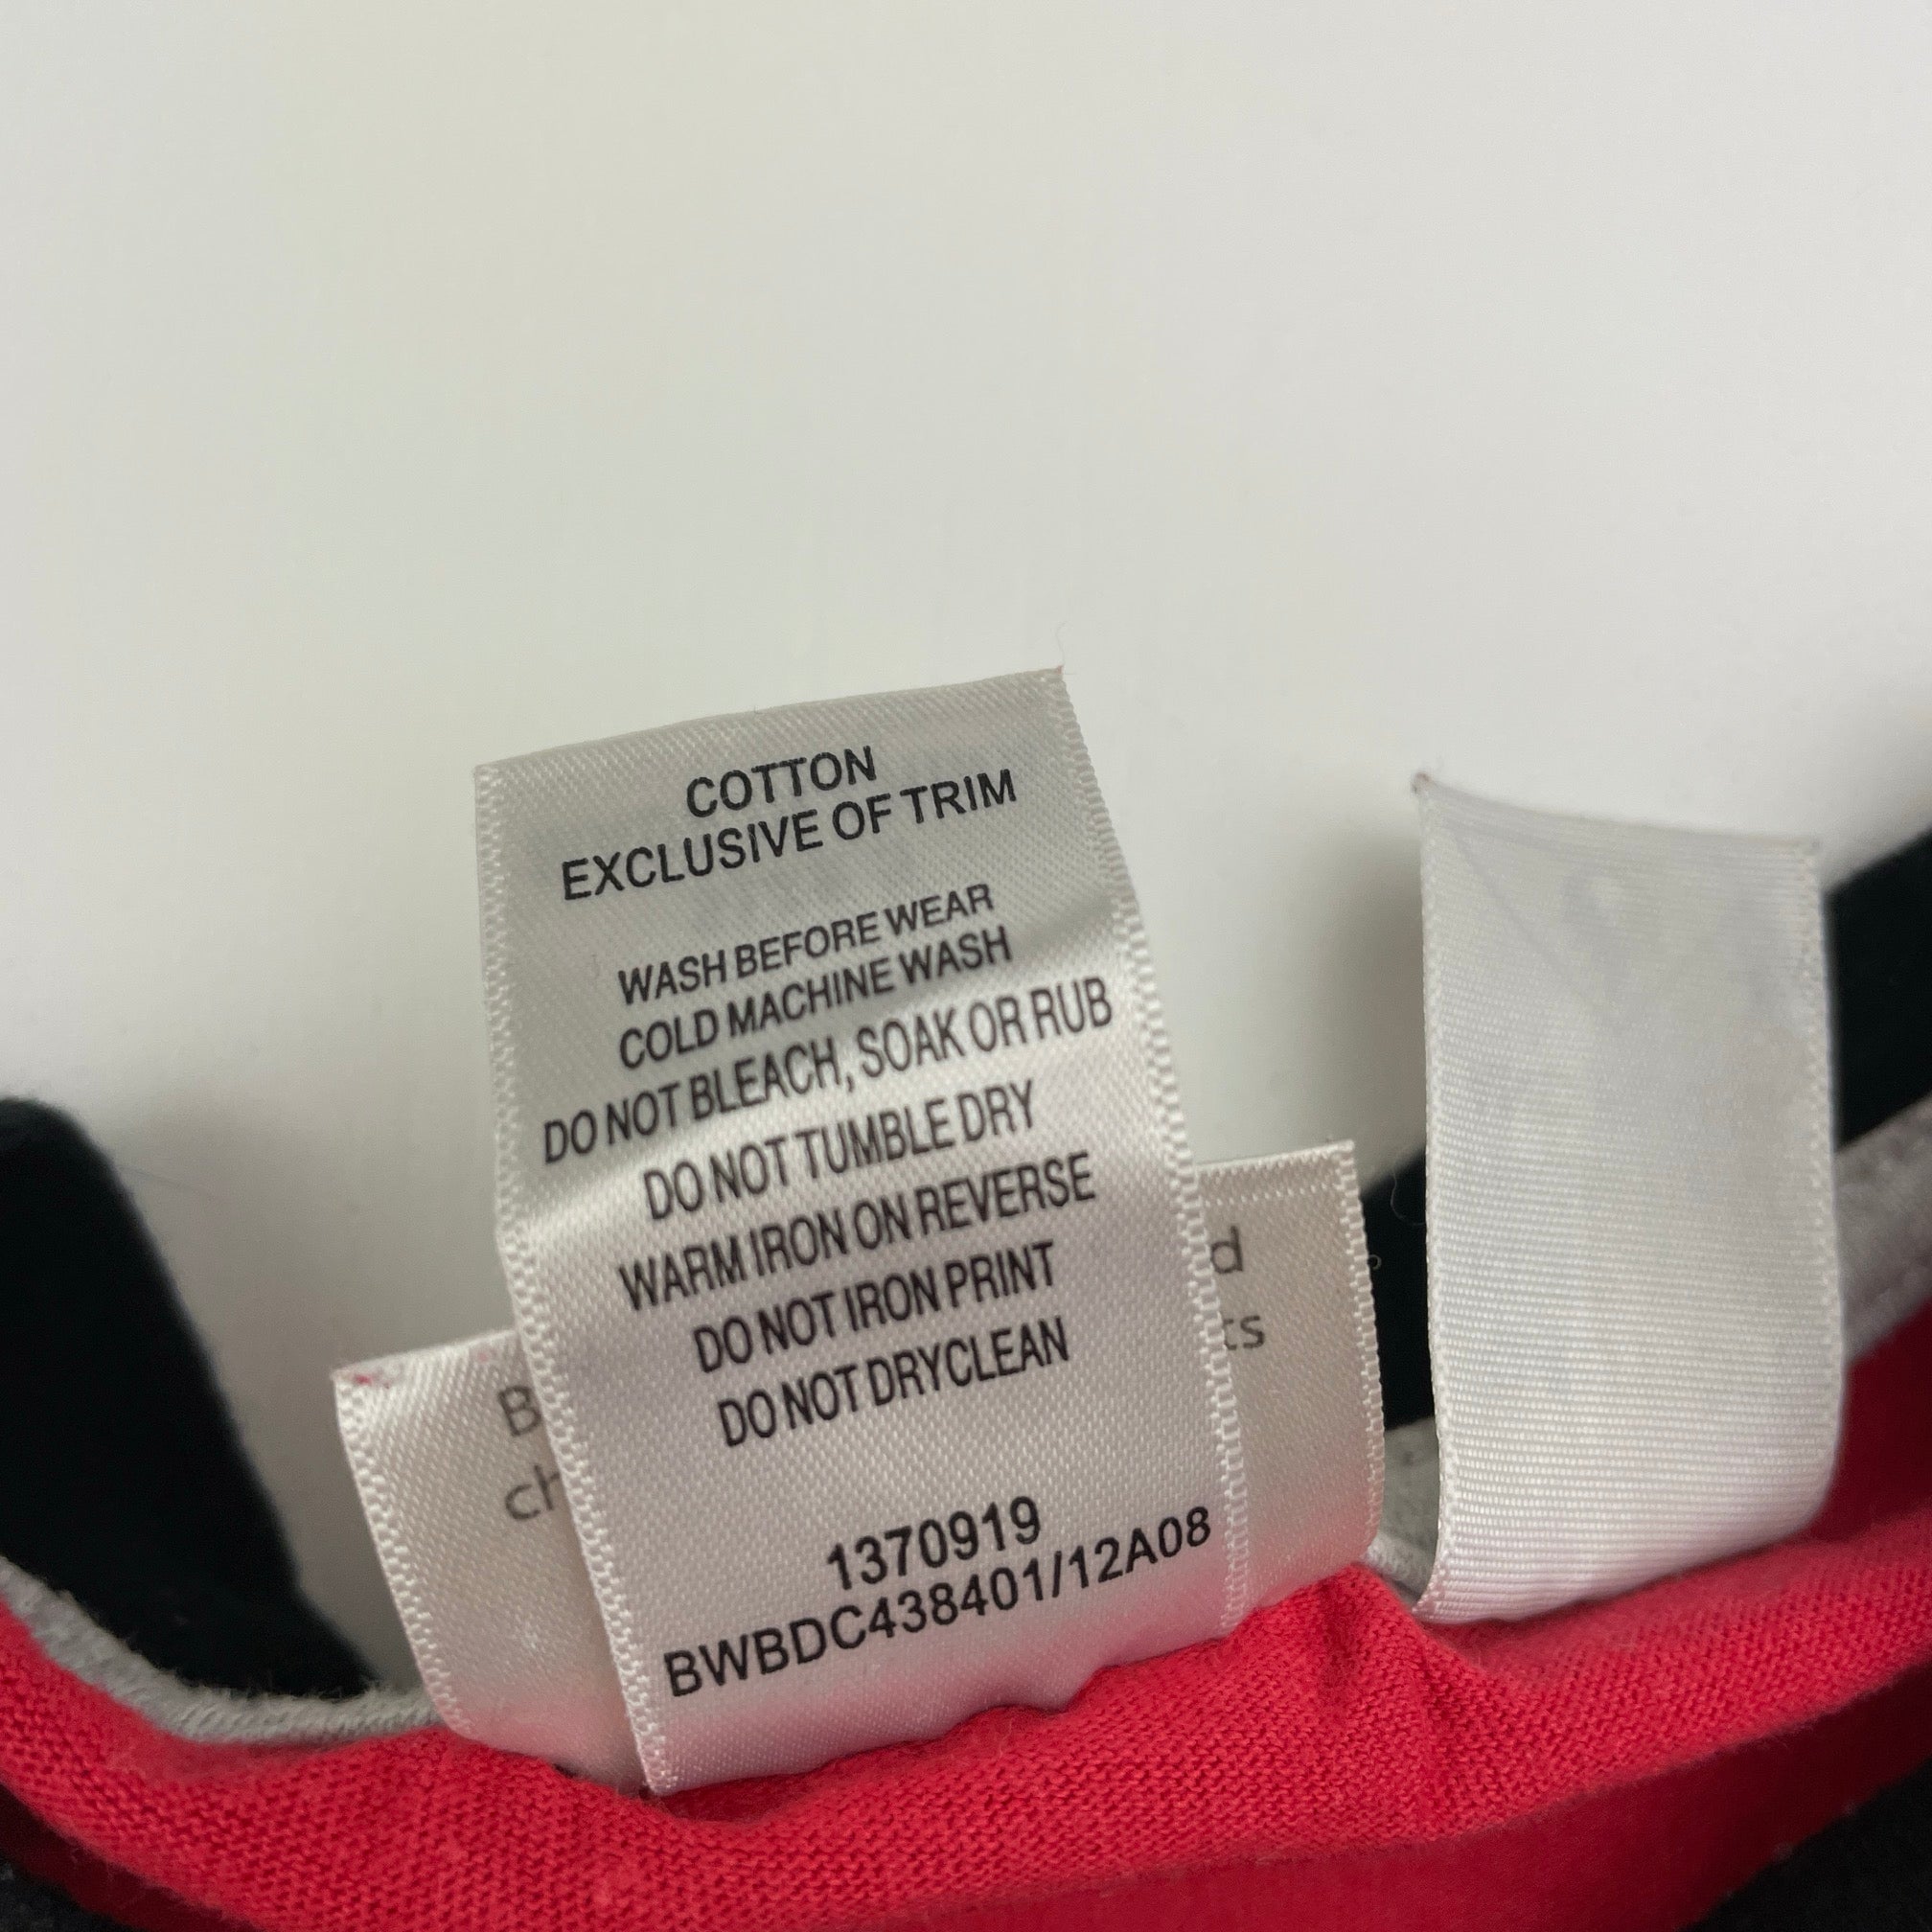 COTTON
EXCLUSIVE OF TRIM
WASH BEFORE WEAR
COLD MACHINE WASH
DO NOT BLEACH, SOAK OR RUB
DO NOT TUMBLE DRY
WARM IRON ON REVERSE
DO NOT IRON PRINT
DO NOT DRYCLEAN
1370919
BWBDC438401/12A08